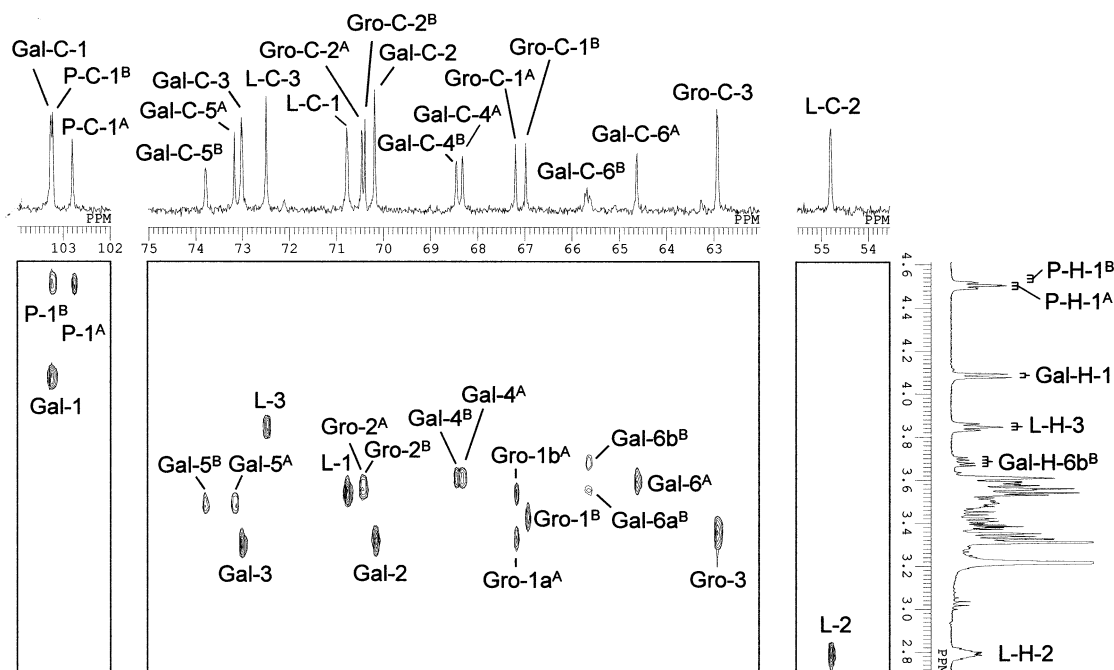 Gro-C-2ᴮ
Gal-C-1
Gro-C-2ᴬ
Gal-C-2
Gro-C-1ᴮ
P-C-1ᴮ
Gal-C-3
L-C-3
Gro-C-1ᴬ
Gro-C-3
Gal-C-5ᴬ
L-C-1
Gal-C-4ᴬ
L-C-2
P-C-1ᴬ
Gal-C-4ᴮ
Gal-C-6ᴬ
Gal-C-5ᴮ
Gal-C-6ᴮ
PPM PPM PPM
103 102 75 74 73 72 71 70 69 68 67 66 65 64 63 55 54
4.6
P-H-1ᴮ
P-H-1ᴬ
P-1ᴮ
P-1ᴬ
4.4
4.2
Gal-H-1
4.0
Gal-1
L-3
Gal-4ᴬ
Gal-4ᴮ
L-H-3
3.8
Gro-2ᴬ
Gal-6bᴮ
Gro-2ᴮ
Gro-1bᴬ
Gal-5ᴮ
Gal-5ᴬ
L-1
Gal-H-6bᴮ
3.6
Gal-6ᴬ
Gro-1ᴮ
Gal-6aᴮ
3.4
Gal-3
Gal-2
Gro-1aᴬ
Gro-3
3.2
3.0
L-2
2.8
L-H-2
PPM